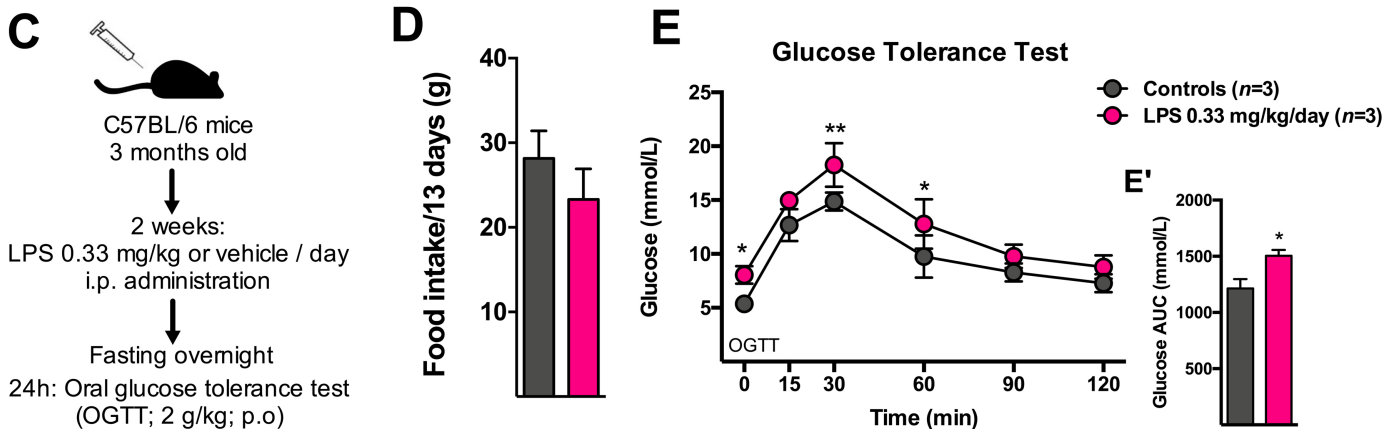 C
C57BL/6 mice
3 months old
2 weeks:
LPS 0.33 mg/kg or vehicle / day
i.p. administration
Fasting overnight
24h: Oral glucose tolerance test
(OGTT; 2 g/kg; p.o)
D
Food intake/13 days (g)
40
30
20
10
E
Glucose Tolerance Test
Glucose (mmol/L)
25
20
15
10
5
*
**
*
OGTT
0 15 30 60 90 120
Time (min)
Controls (n=3)
LPS 0.33 mg/kg/day (n=3)
E'
Glucose AUC (mmol/L)
2000
1500
1000
500
*